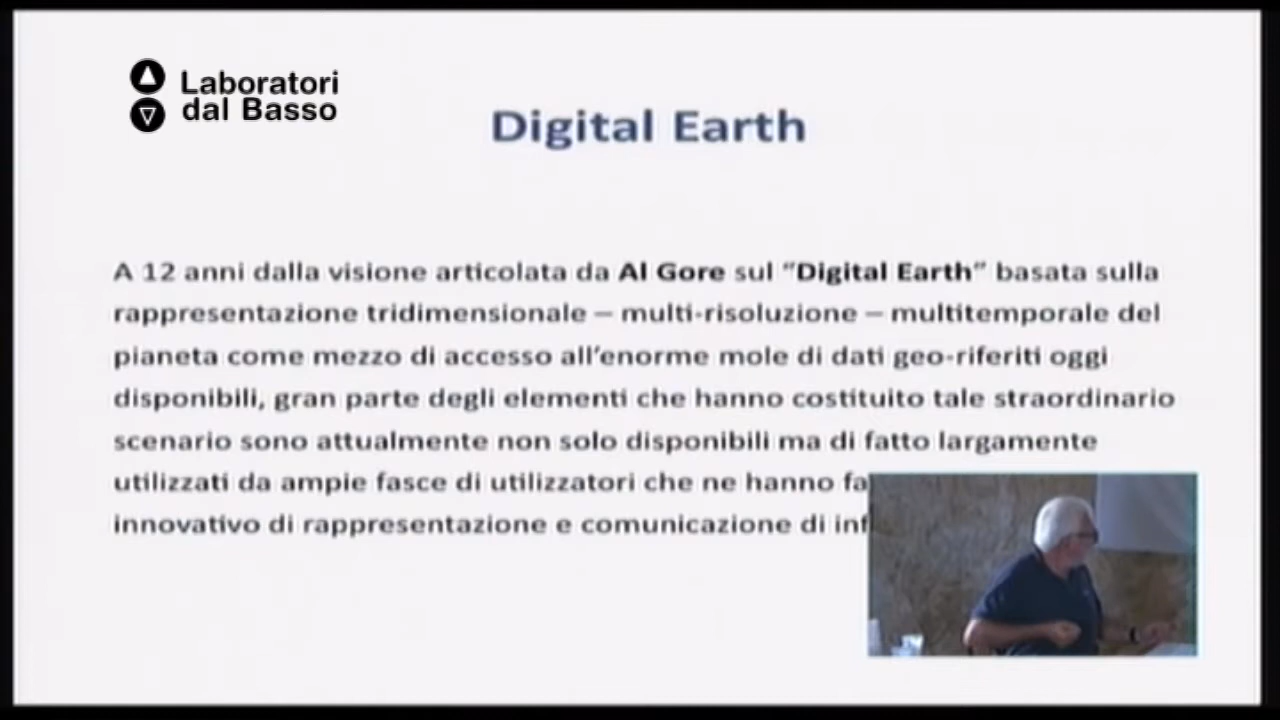 Laboratori
dal Basso
Digital Earth
A 12 anni dalla visione articolata da Al Gore sul “Digital Earth” basata sulla
rappresentazione tridimensionale – multi-risoluzione – multitemporale del
pianeta come mezzo di accesso all’enorme mole di dati geo-riferiti oggi
disponibili, gran parte degli elementi che hanno costituito tale straordinario
scenario sono attualmente non solo disponibili ma di fatto largamente
utilizzati da ampie fasce di utilizzatori che ne hanno
innovativo di rappresentazione e comunicazione di